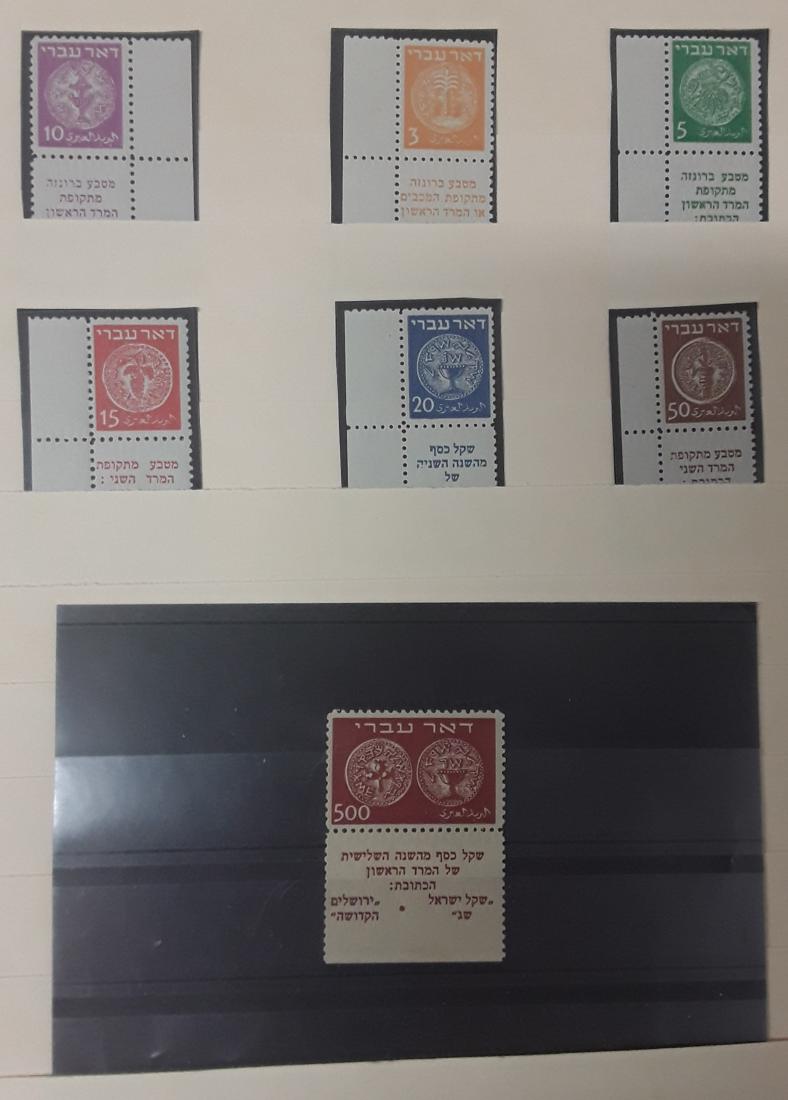 דאר עברי
10
מטבע ברונזה
מתקופת
המרד הראשון
דאר עברי
3
מטבע ברונזה
מתקופת המכבים
או המרד הראשון
דאר עברי
5
מטבע ברונזה
מתקופת
המרד הראשון
הכתובת:
דאר עברי
15
מטבע מתקופת
המרד השני:
דאר עברי
20
שקל כסף
מהשנה השניה
של
דאר עברי
50
מטבע מתקופת
המרד השני
הכתובת:
דאר עברי
500
שקל כסף מהשנה השלישית
של המרד הראשון
הכתובת:
„שקל ישראל • „ירושלים
שג״ הקדושה״